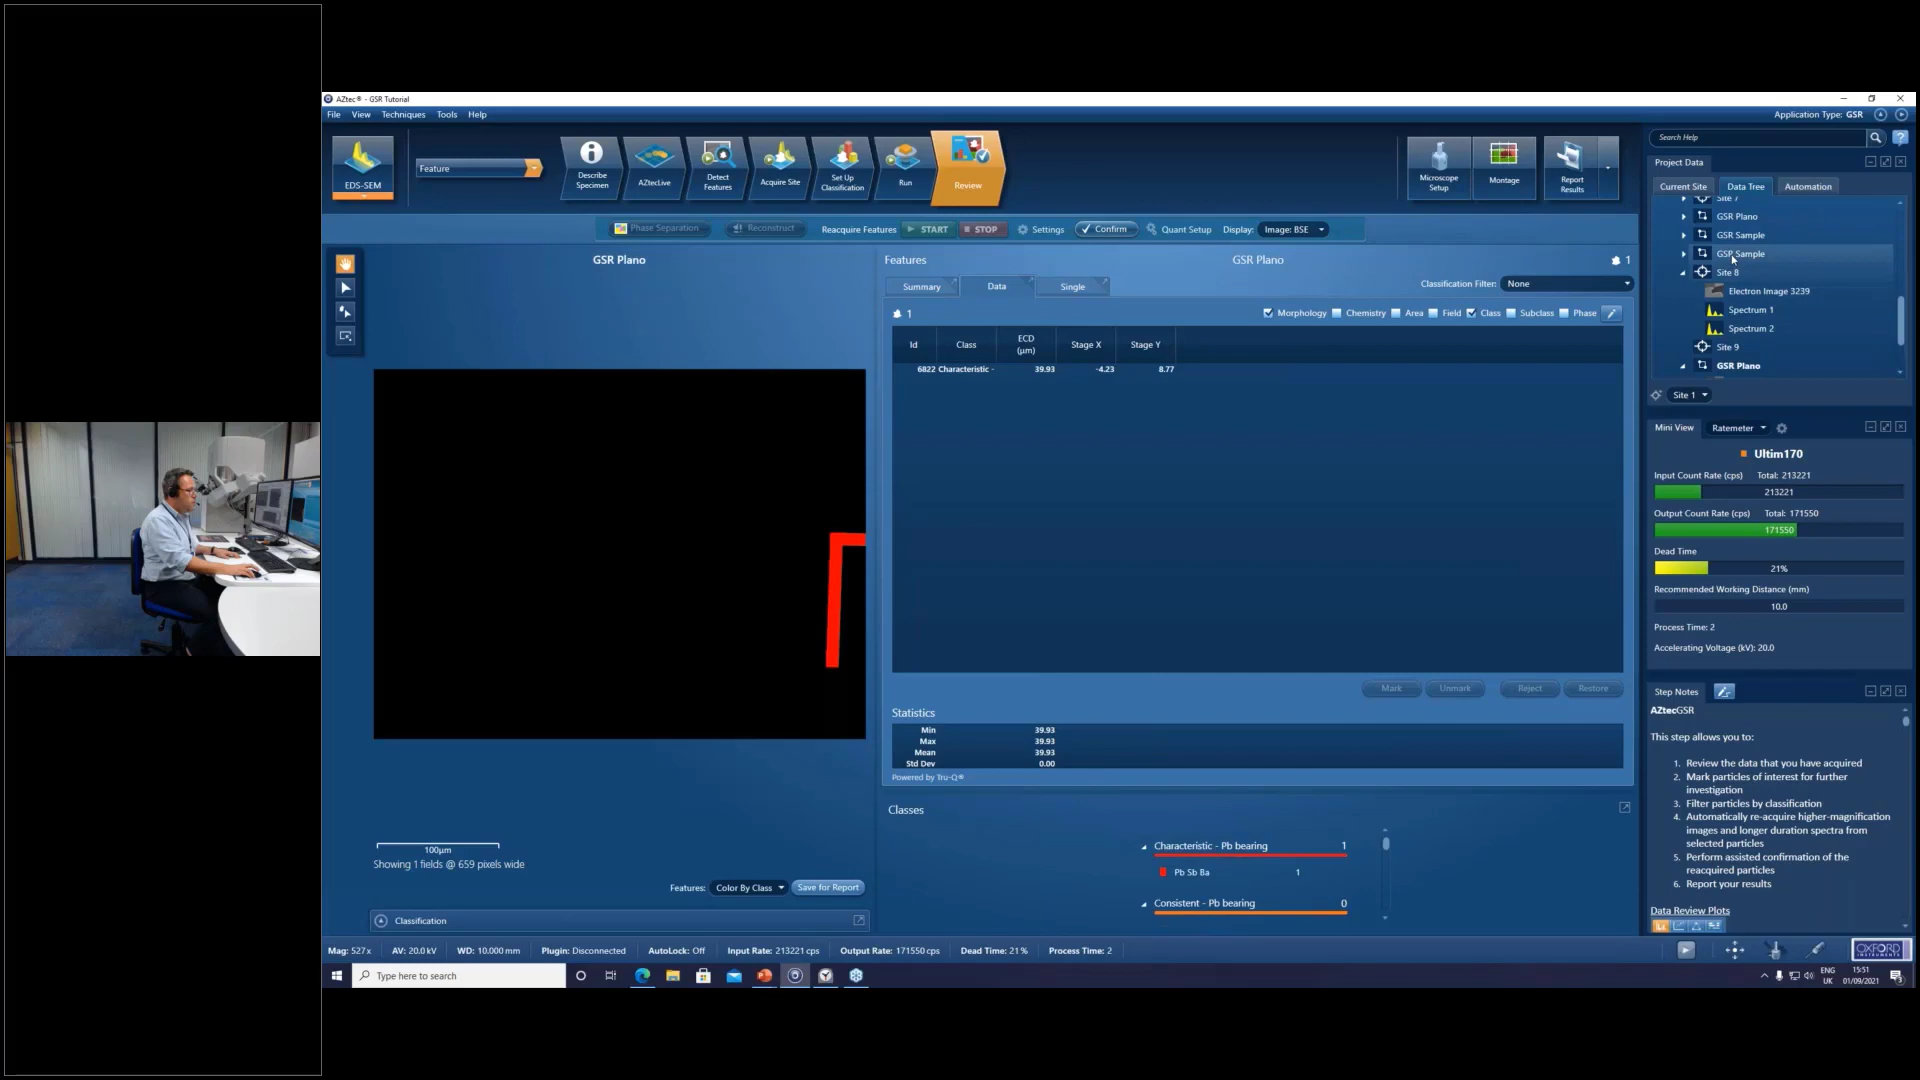 AZtec® - GSR Tutorial
File View Techniques Tools Help
Application Type: GSR
EDS-SEM
Feature
Describe Specimen
AZtecLive
Detect Features
Acquire Site
Set Up Classification
Run
Review
Microscope Setup
Montage
Report Results
Search Help
Project Data
Current Site Data Tree Automation
Site 7
GSR Plano
GSR Sample
GSR Sample
Site 8
Electron Image 3239
Spectrum 1
Spectrum 2
Site 9
GSR Plano
Site 1
Phase Separation Reconstruct Reacquire Features START STOP Settings Confirm Quant Setup Display: Image: BSE
GSR Plano
Features GSR Plano 1
Summary Data Single
Classification Filter: None
1
Morphology Chemistry Area Field Class Subclass Phase
Id Class ECD (µm) Stage X Stage Y
6822 Characteristic - 39.93 -4.23 8.77
Mark Unmark Reject Restore
Statistics
Min 39.93
Max 39.93
Mean 39.93
Std Dev 0.00
Powered by Tru-Q®
Classes
Characteristic - Pb bearing 1
Pb Sb Ba 1
Consistent - Pb bearing 0
100µm
Showing 1 fields @ 659 pixels wide
Features: Color By Class Save for Report
Classification
Mini View Ratemeter
Ultim170
Input Count Rate (cps) Total: 213221
213221
Output Count Rate (cps) Total: 171550
171550
Dead Time
21%
Recommended Working Distance (mm)
10.0
Process Time: 2
Accelerating Voltage (kV): 20.0
Step Notes
AZtecGSR
This step allows you to:
1. Review the data that you have acquired
2. Mark particles of interest for further investigation
3. Filter particles by classification
4. Automatically re-acquire higher-magnification images and longer duration spectra from selected particles
5. Perform assisted confirmation of the reacquired particles
6. Report your results
Data Review Plots
Mag: 527x AV: 20.0 kV WD: 10.000 mm Plugin: Disconnected AutoLock: Off Input Rate: 213221 cps Output Rate: 171550 cps Dead Time: 21% Process Time: 2
OXFORD INSTRUMENTS
Type here to search
ENG UK
15:51
01/09/2021
3